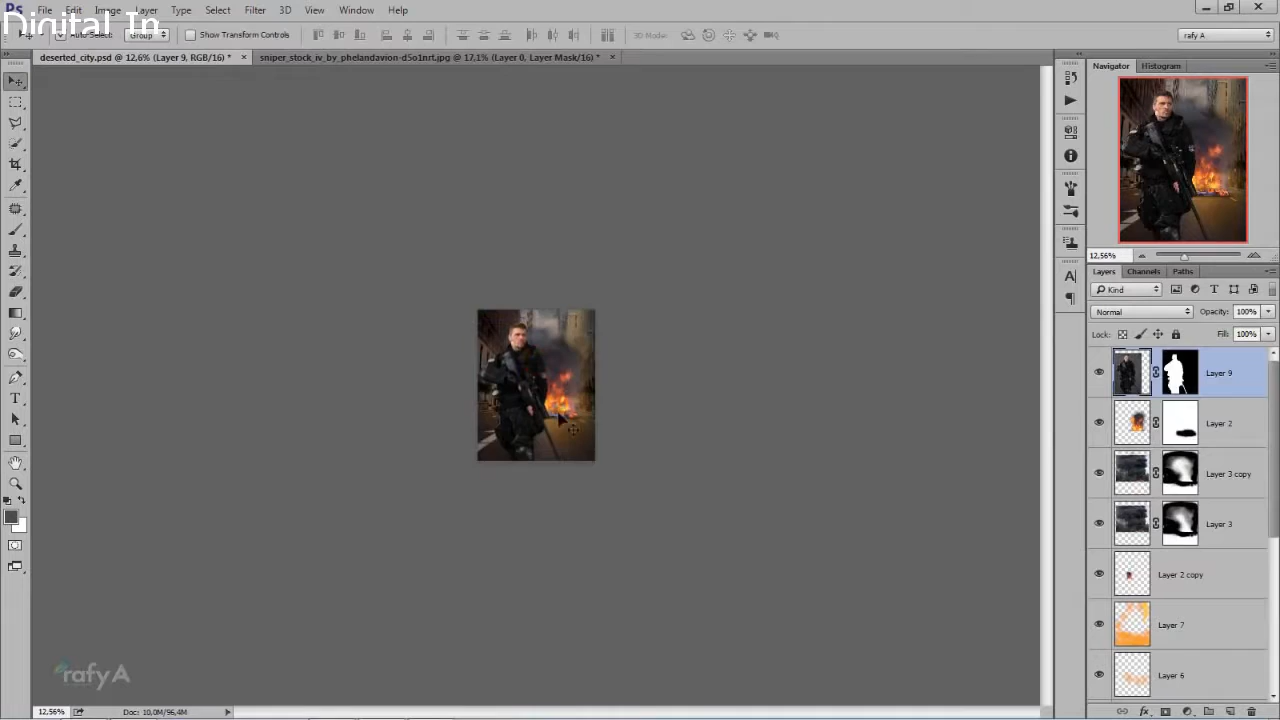 Ps File Edit Image Layer Type Select Filter 3D View Window Help
Digital In
Auto-Select Group Show Transform Controls 3D Mode: rafy A
deserted_city.psd @ 12,6% (Layer 9, RGB/16) * × sniper_stock_iv_by_phelandavion-d5o1nrt.jpg @ 17,1% (Layer 0, Layer Mask/16) * ×
Navigator Histogram
12,56%
Layers Channels Paths
Kind
Normal Opacity: 100%
Lock: Fill: 100%
Layer 9
Layer 2
Layer 3 copy
Layer 3
Layer 2 copy
Layer 7
Layer 6
rafy A
12,56% Doc: 10,0M/96,4M